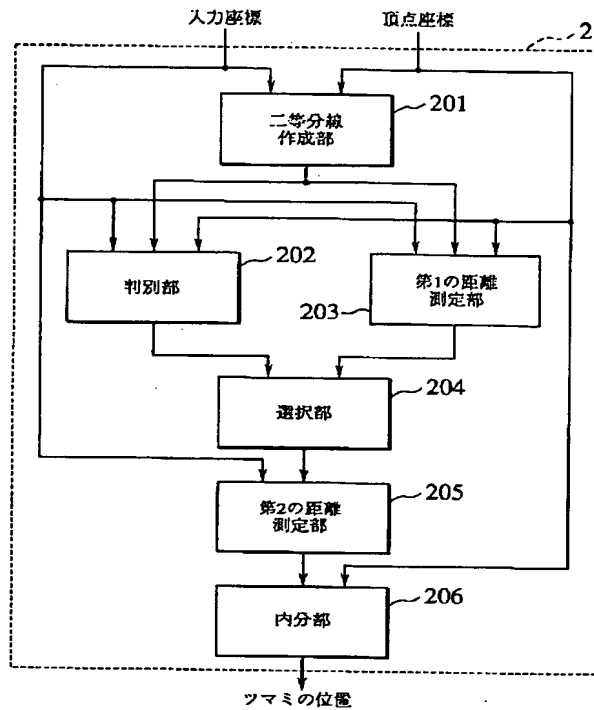 入力座標
頂点座標
2
201
二等分線
作成部
202
判別部
第1の距離
測定部
203
204
選択部
205
第2の距離
測定部
206
内分部
ツマミの位置